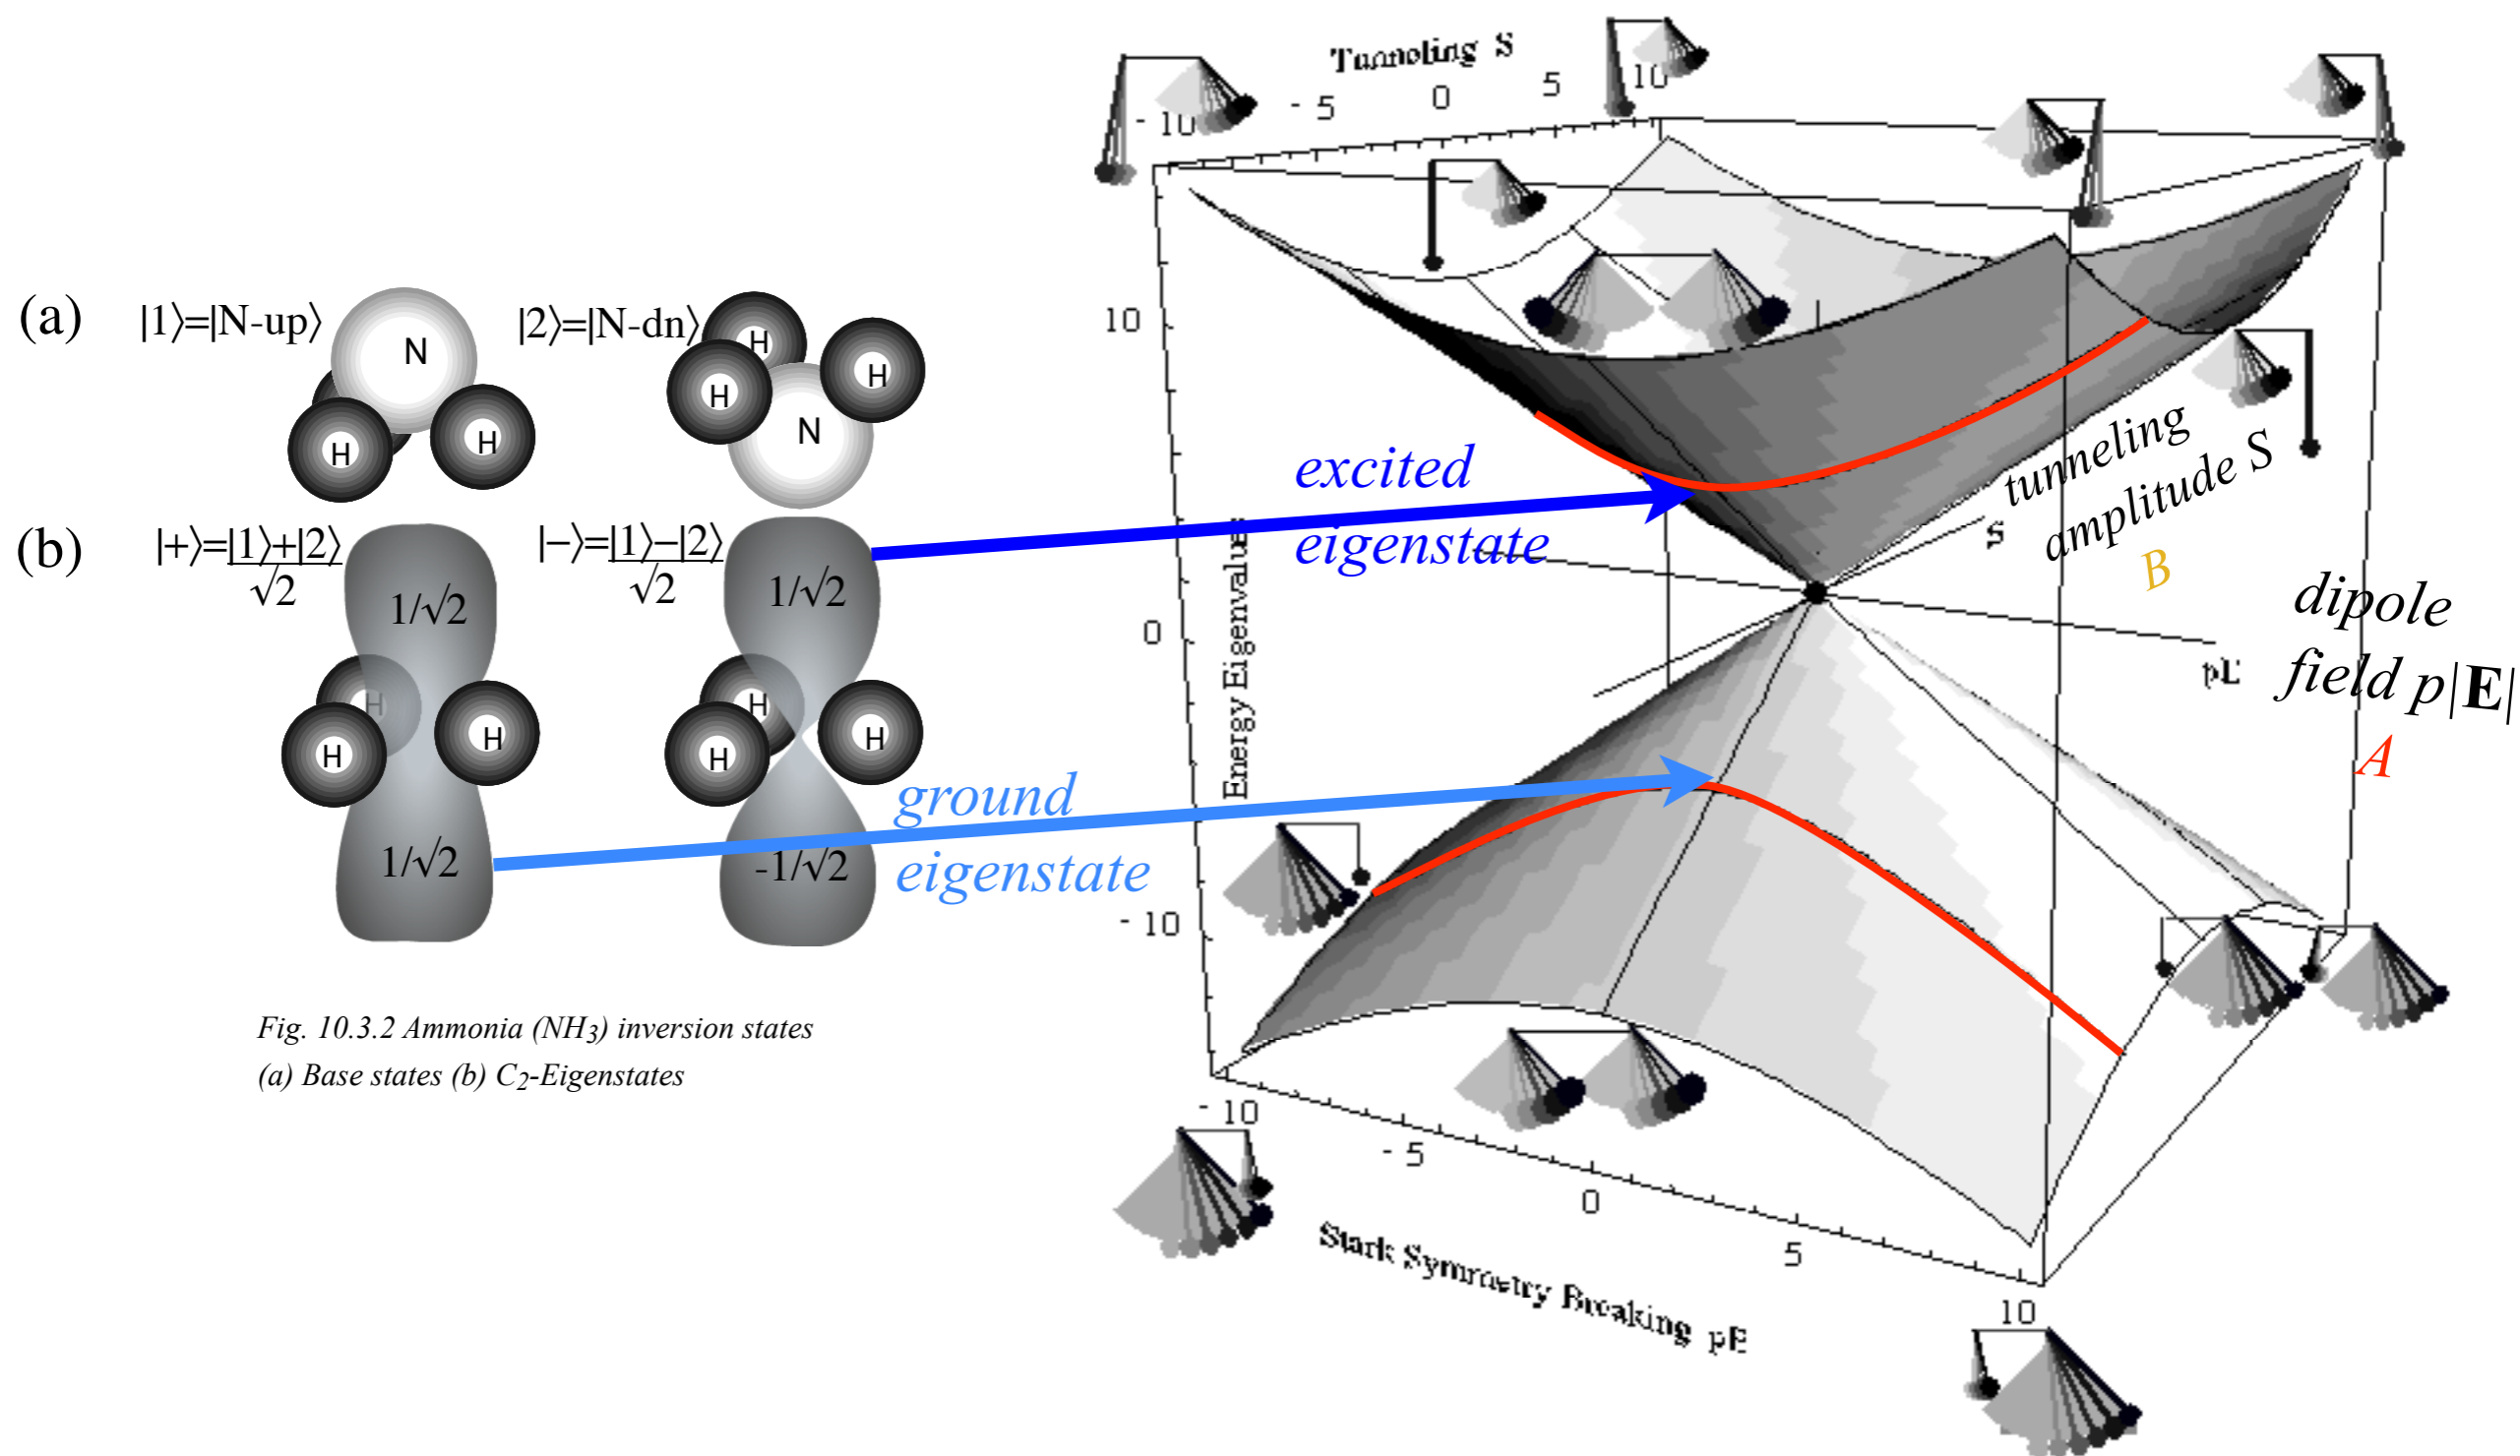 (a)
|1⟩=|N-up⟩
N
H
H
|2⟩=|N-dn⟩
H
H
H
N
(b)
|+⟩=|1⟩+|2⟩
√2
1/√2
H
H
H
1/√2
|−⟩=|1⟩−|2⟩
√2
1/√2
H
H
H
-1/√2
excited
eigenstate
ground
eigenstate
Fig. 10.3.2 Ammonia (NH3) inversion states
(a) Base states (b) C2-Eigenstates
Tunneling S
- 10
- 5
0
5
10
Energy Eigenvalues
10
0
- 10
S
pE
tunneling
amplitude S
B
dipole
field p|E|
A
- 10
- 5
0
5
10
Stark Symmetry Breaking pE